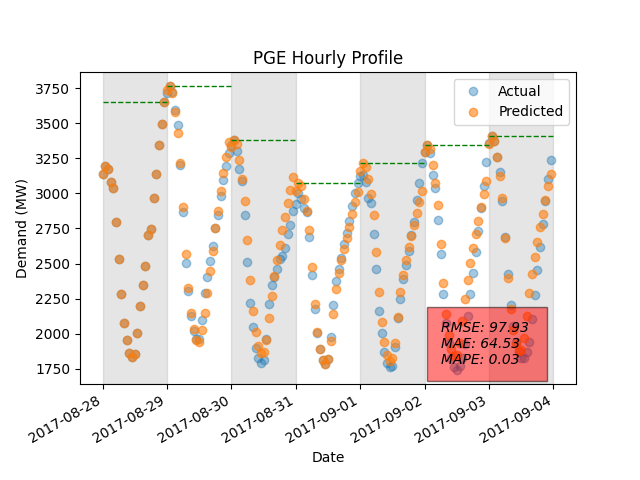 PGE Hourly Profile
Actual
Predicted
Demand (MW)
3750
3500
3250
3000
2750
2500
2250
2000
1750
RMSE: 97.93
MAE: 64.53
MAPE: 0.03
2017-08-28
2017-08-29
2017-08-30
2017-08-31
2017-09-01
2017-09-02
2017-09-03
2017-09-04
Date